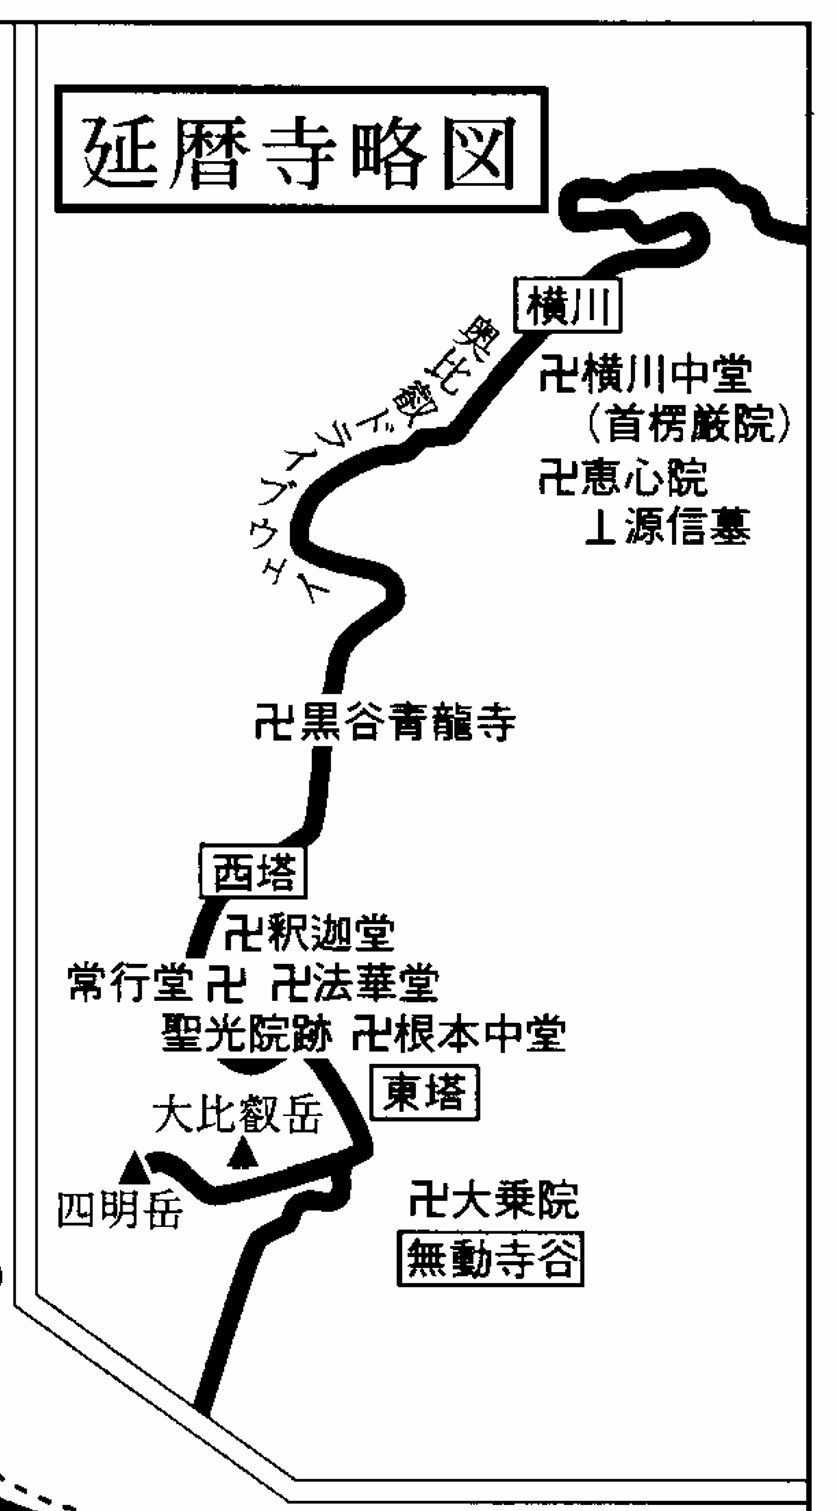 延暦寺略図
横川
奥比叡ドライブウェイ
卍横川中堂
(首楞厳院)
卍恵心院
⊥源信墓
卍黒谷青龍寺
西塔
卍釈迦堂
常行堂卍 卍法華堂
聖光院跡 卍根本中堂
東塔
大比叡岳
▲
▲
四明岳
卍大乗院
無動寺谷